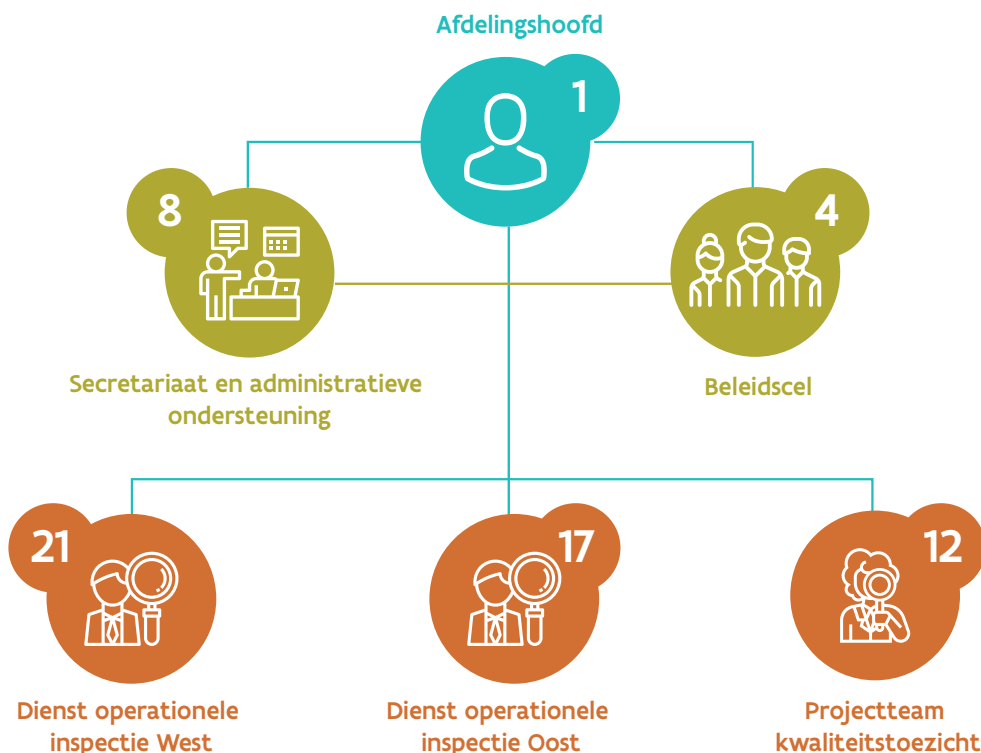 Afdelingshoofd
1
8
4
Secretariaat en administratieve
ondersteuning
Beleidscel
21
17
12
Dienst operationele
inspectie West
Dienst operationele
inspectie Oost
Projectteam
kwaliteitstoezicht